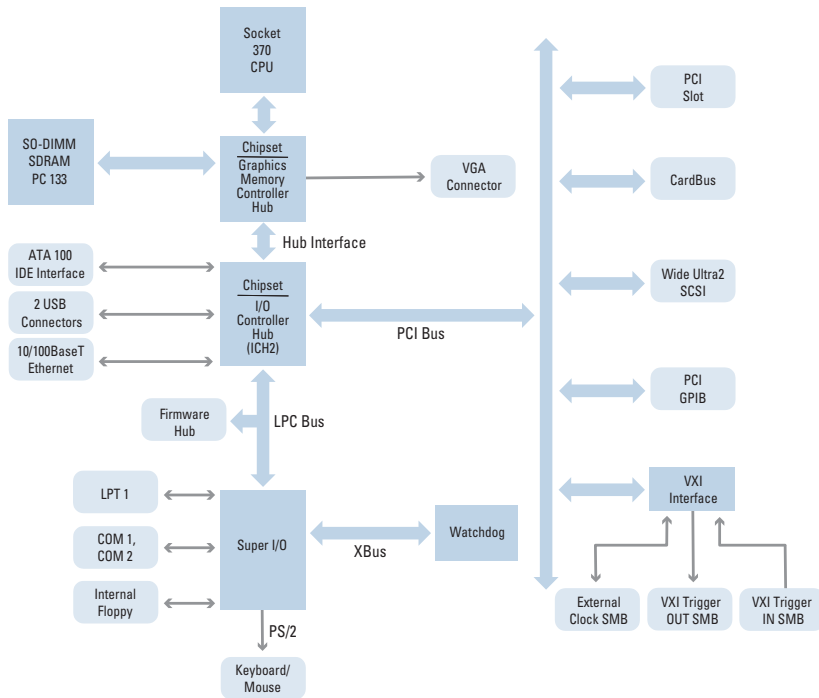 Socket
370
CPU
PCI
Slot
SO-DIMM
SDRAM
PC 133
Chipset
Graphics
Memory
Controller
Hub
VGA
Connector
CardBus
Hub Interface
ATA 100
IDE Interface
2 USB
Connectors
10/100BaseT
Ethernet
Chipset
I/O
Controller
Hub
(ICH2)
PCI Bus
Wide Ultra2
SCSI
PCI
GPIB
Firmware
Hub
LPC Bus
LPT 1
COM 1,
COM 2
Internal
Floppy
Super I/O
XBus
Watchdog
VXI
Interface
PS/2
Keyboard/
Mouse
External
Clock SMB
VXI Trigger
OUT SMB
VXI Trigger
IN SMB